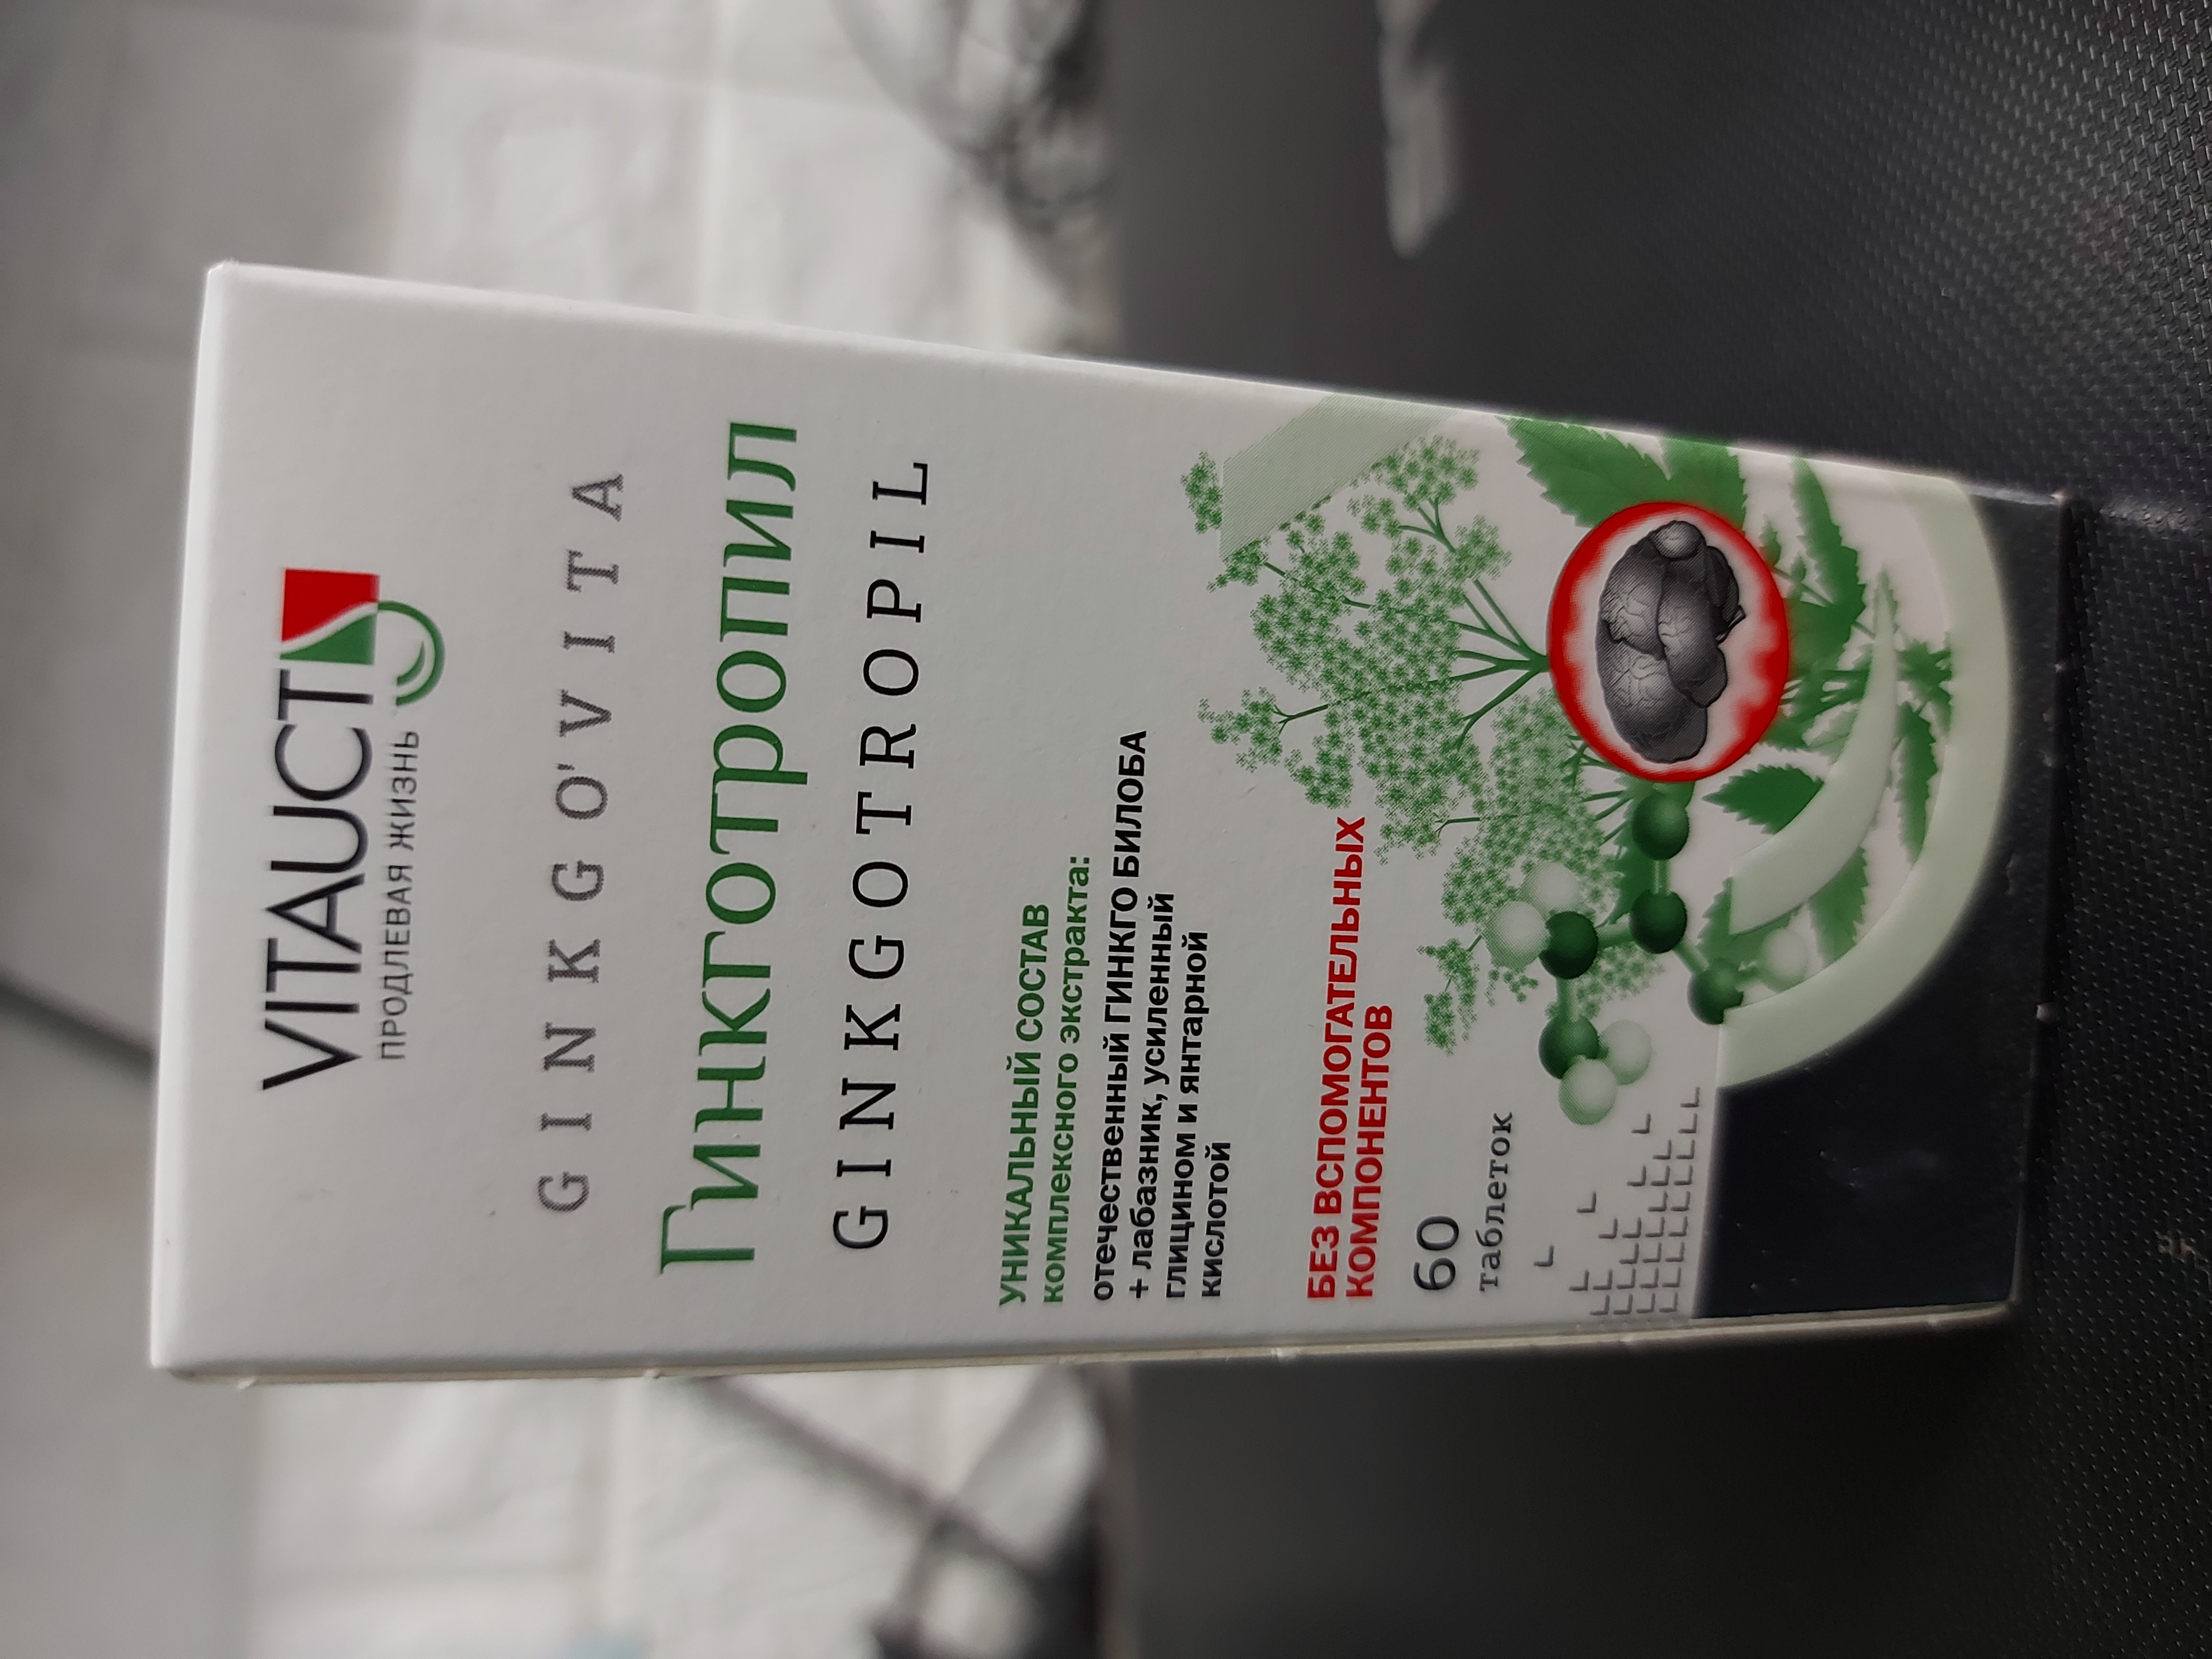 VITAUCT
ПРОДЛЕВАЯ ЖИЗНЬ
GINKGO'VITA
Гинкготропил
GINKGOTROPIL
УНИКАЛЬНЫЙ СОСТАВ
комплексного экстракта:
отечественный ГИНКГО БИЛОБА
+ лабазник, усиленный
глицином и янтарной
кислотой
БЕЗ ВСПОМОГАТЕЛЬНЫХ
КОМПОНЕНТОВ
60
таблеток